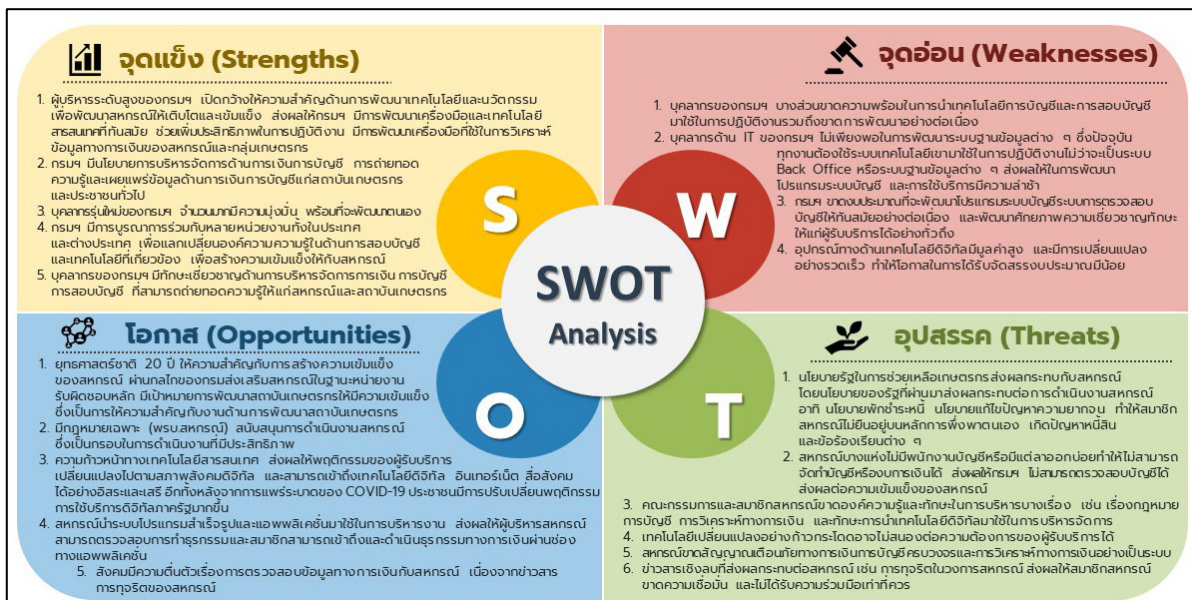 จุดแข็ง (Strengths)
1. ผู้บริหารระดับสูงของกรมฯ เปิดกว้างให้ความสำคัญด้านการพัฒนาเทคโนโลยีและนวัตกรรม
เพื่อพัฒนาสหกรณ์ให้เติบโตและเข้มแข็ง ส่งผลให้กรมฯ มีการพัฒนาเครื่องมือและเทคโนโลยี
สารสนเทศที่ทันสมัย ช่วยเพิ่มประสิทธิภาพในการปฏิบัติงาน มีการพัฒนาเครื่องมือที่ใช้ในการวิเคราะห์
ข้อมูลทางการเงินของสหกรณ์และกลุ่มเกษตรกร
2. กรมฯ มีนโยบายการบริหารจัดการด้านการเงินการบัญชี การถ่ายทอด
ความรู้และเผยแพร่ข้อมูลด้านการเงินการบัญชีแก่สถาบันเกษตรกร
และประชาชนทั่วไป
3. บุคลากรรุ่นใหม่ของกรมฯ จำนวนมากมีความมุ่งมั่น พร้อมที่จะพัฒนาตนเอง
4. กรมฯ มีการบูรณาการร่วมกับหลายหน่วยงานทั้งในประเทศ
และต่างประเทศ เพื่อแลกเปลี่ยนองค์ความความรู้ในด้านการสอบบัญชี
และเทคโนโลยีที่เกี่ยวข้อง เพื่อสร้างความเข้มแข็งให้กับสหกรณ์
5. บุคลากรของกรมฯ มีทักษะเชี่ยวชาญด้านการบริหารจัดการการเงิน การบัญชี
การสอบบัญชี ที่สามารถถ่ายทอดความรู้ให้แก่สหกรณ์และสถาบันเกษตรกร
จุดอ่อน (Weaknesses)
1. บุคลากรของกรมฯ บางส่วนขาดความพร้อมในการนำเทคโนโลยีการบัญชีและการสอบบัญชี
มาใช้ในการปฏิบัติงานรวมถึงขาดการพัฒนาอย่างต่อเนื่อง
2. บุคลากรด้าน IT ของกรมฯ ไม่เพียงพอในการพัฒนาระบบฐานข้อมูลต่าง ๆ ซึ่งปัจจุบัน
ทุกงานต้องใช้ระบบเทคโนโลยีเขามาใช้ในการปฏิบัติงานไม่ว่าจะเป็นระบบ
Back Office หรือระบบฐานข้อมูลต่าง ๆ ส่งผลให้ในการพัฒนา
โปรแกรมระบบบัญชี และการใช้บริการมีความล่าช้า
3. กรมฯ ขาดงบประมาณที่จะพัฒนาโปรแกรมระบบบัญชีระบบการตรวจสอบ
บัญชีให้ทันสมัยอย่างต่อเนื่อง และพัฒนาศักยภาพความเชี่ยวชาญทักษะ
ให้แก่ผู้รับบริการได้อย่างทั่วถึง
4. อุปกรณ์ทางด้านเทคโนโลยีดิจิทัลมีมูลค่าสูง และมีการเปลี่ยนแปลง
อย่างรวดเร็ว ทำให้โอกาสในการได้รับจัดสรรงบประมาณมีน้อย
S
W
SWOT
Analysis
O
T
โอกาส (Opportunities)
1. ยุทธศาสตร์ชาติ 20 ปี ให้ความสำคัญกับการสร้างความเข้มแข็ง
ของสหกรณ์ ผ่านกลไกของกรมส่งเสริมสหกรณ์ในฐานะหน่วยงาน
รับผิดชอบหลัก มีเป้าหมายการพัฒนาสถาบันเกษตรกรให้มีความเข้มแข็ง
ซึ่งเป็นการให้ความสำคัญกับงานด้านการพัฒนาสถาบันเกษตรกร
2. มีกฎหมายเฉพาะ (พรบ.สหกรณ์) สนับสนุนการดำเนินงานสหกรณ์
ซึ่งเป็นกรอบในการดำเนินงานที่มีประสิทธิภาพ
3. ความก้าวหน้าทางเทคโนโลยีสารสนเทศ ส่งผลให้พฤติกรรมของผู้รับบริการ
เปลี่ยนแปลงไปตามสภาพสังคมดิจิทัล และสามารถเข้าถึงเทคโนโลยีดิจิทัล อินเทอร์เน็ต สื่อสังคม
ได้อย่างอิสระและเสรี อีกทั้งหลังจากการแพร่ระบาดของ COVID-19 ประชาชนมีการปรับเปลี่ยนพฤติกรรม
การใช้บริการดิจิทัลภาครัฐมากขึ้น
4. สหกรณ์นำระบบโปรแกรมสำเร็จรูปและแอพพลิเคชั่นมาใช้ในการบริหารงาน ส่งผลให้ผู้บริหารสหกรณ์
สามารถตรวจสอบการทำธุรกรรมและสมาชิกสามารถเข้าถึงและดำเนินธุรกรรมทางการเงินผ่านช่อง
ทางแอพพลิเคชั่น
5. สังคมมีความตื่นตัวเรื่องการตรวจสอบข้อมูลทางการเงินกับสหกรณ์ เนื่องจากข่าวสาร
การทุจริตของสหกรณ์
อุปสรรค (Threats)
1. นโยบายรัฐในการช่วยเหลือเกษตรกรส่งผลกระทบกับสหกรณ์
โดยนโยบายของรัฐที่ผ่านมาส่งผลกระทบต่อการดำเนินงานสหกรณ์
อาทิ นโยบายพักชำระหนี้ นโยบายแก้ไขปัญหาความยากจน ทำให้สมาชิก
สหกรณ์ไม่ยืนอยู่บนหลักการพึ่งพาตนเอง เกิดปัญหาหนี้สิน
และข้อร้องเรียนต่าง ๆ
2. สหกรณ์บางแห่งไม่มีพนักงานบัญชีหรือมีแต่ลาออกบ่อยทำให้ไม่สามารถ
จัดทำบัญชีหรืองบการเงินได้ ส่งผลให้กรมฯ ไม่สามารถตรวจสอบบัญชีได้
ส่งผลต่อความเข้มแข็งของสหกรณ์
3. คณะกรรมการและสมาชิกสหกรณ์ขาดองค์ความรู้และทักษะในการบริหารบางเรื่อง เช่น เรื่องกฎหมาย
การบัญชี การวิเคราะห์ทางการเงิน และทักษะการนำเทคโนโลยีดิจิทัลมาใช้ในการบริหารจัดการ
4. เทคโนโลยีเปลี่ยนแปลงอย่างก้าวกระโดดอาจไม่สนองต่อความต้องการของผู้รับบริการได้
5. สหกรณ์ขาดสัญญาณเตือนภัยทางการเงินการบัญชีครบวงจรและการวิเคราะห์ทางการเงินอย่างเป็นระบบ
6. ข่าวสารเชิงลบที่ส่งผลกระทบต่อสหกรณ์ เช่น การทุจริตในวงการสหกรณ์ ส่งผลให้สมาชิกสหกรณ์
ขาดความเชื่อมั่น และไม่ได้รับความร่วมมือเท่าที่ควร